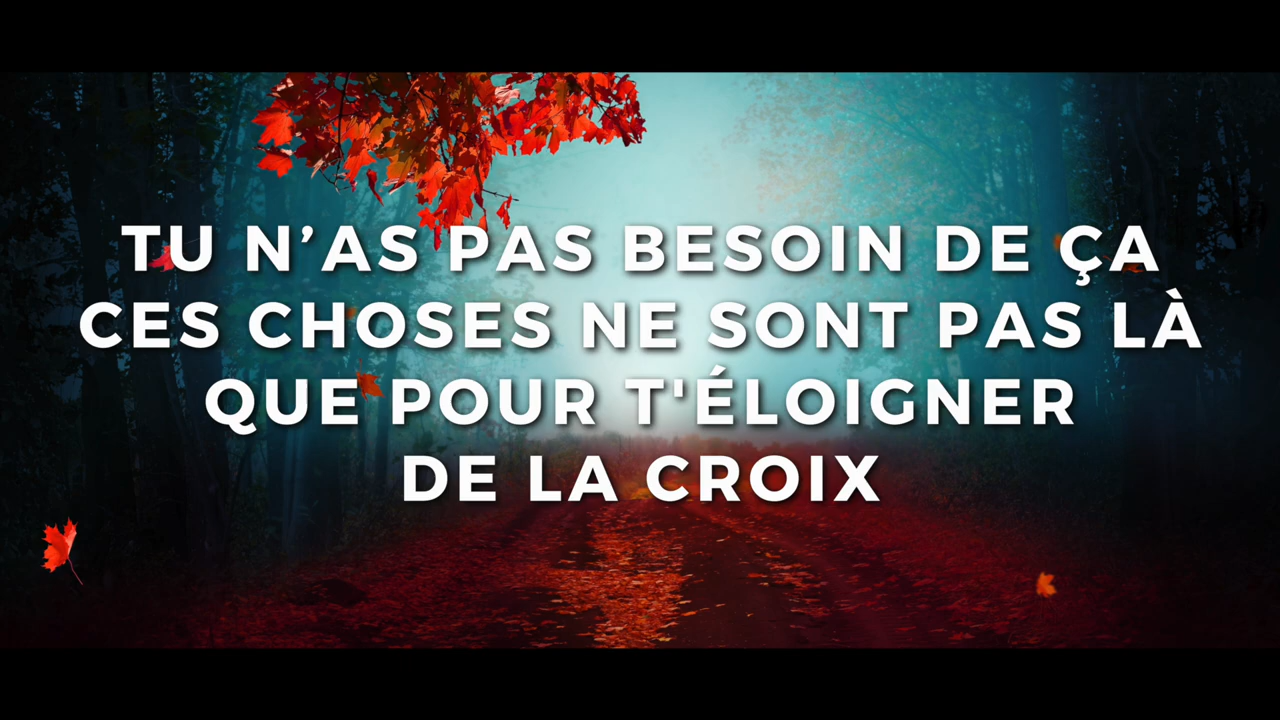 TU N’AS PAS BESOIN DE ÇA
CES CHOSES NE SONT PAS LÀ
QUE POUR T'ÉLOIGNER
DE LA CROIX